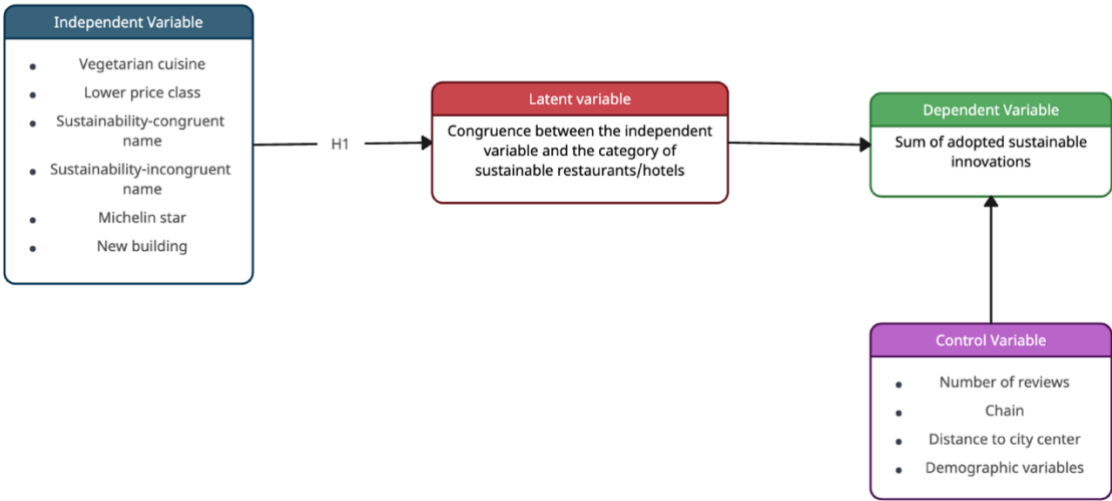 Independent Variable
Vegetarian cuisine
Lower price class
Sustainability-congruent
name
Sustainability-incongruent
name
Michelin star
New building
H1
Latent variable
Congruence between the independent
variable and the category of
sustainable restaurants/hotels
Dependent Variable
Sum of adopted sustainable
innovations
Control Variable
Number of reviews
Chain
Distance to city center
Demographic variables